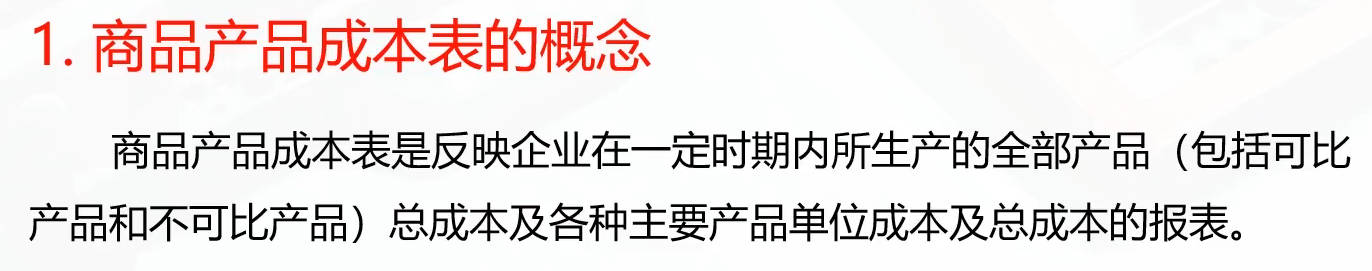 1. 商品产品成本表的概念
商品产品成本表是反映企业在一定时期内所生产的全部产品（包括可比
产品和不可比产品）总成本及各种主要产品单位成本及总成本的报表。